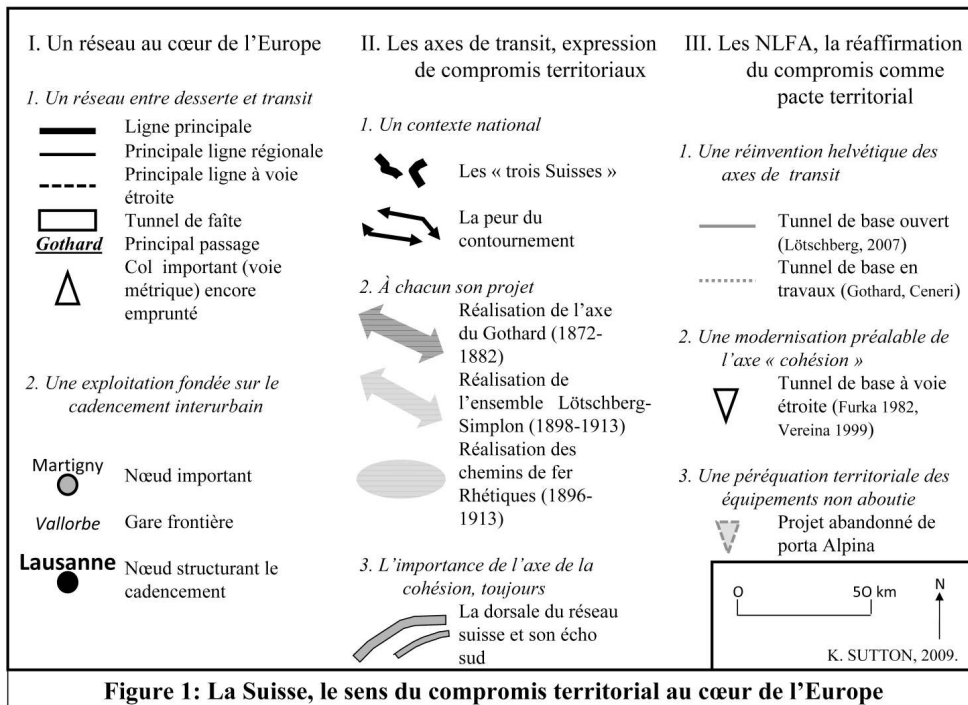 I. Un réseau au cœur de l'Europe
1. Un réseau entre desserte et transit
Ligne principale
Principale ligne régionale
Principale ligne à voie
étroite
Tunnel de faîte
Gothard
Principal passage
Col important (voie
métrique) encore
emprunté
2. Une exploitation fondée sur le
cadencement interurbain
Martigny
Nœud important
Vallorbe
Gare frontière
Lausanne
Nœud structurant le
cadencement
II. Les axes de transit, expression
de compromis territoriaux
1. Un contexte national
Les « trois Suisses »
La peur du
contournement
2. À chacun son projet
Réalisation de l'axe
du Gothard (1872-
1882)
Réalisation de
l'ensemble Lötschberg-
Simplon (1898-1913)
Réalisation des
chemins de fer
Rhétiques (1896-
1913)
3. L'importance de l'axe de la
cohésion, toujours
La dorsale du réseau
suisse et son écho
sud
III. Les NLFA, la réaffirmation
du compromis comme
pacte territorial
1. Une réinvention helvétique des
axes de transit
Tunnel de base ouvert
(Lötschberg, 2007)
Tunnel de base en
travaux (Gothard, Ceneri)
2. Une modernisation préalable de
l'axe « cohésion »
Tunnel de base à voie
étroite (Furka 1982,
Vereina 1999)
3. Une péréquation territoriale des
équipements non aboutie
Projet abandonné de
porta Alpina
0 50 km N
K. SUTTON, 2009.
Figure 1: La Suisse, le sens du compromis territorial au cœur de l'Europe